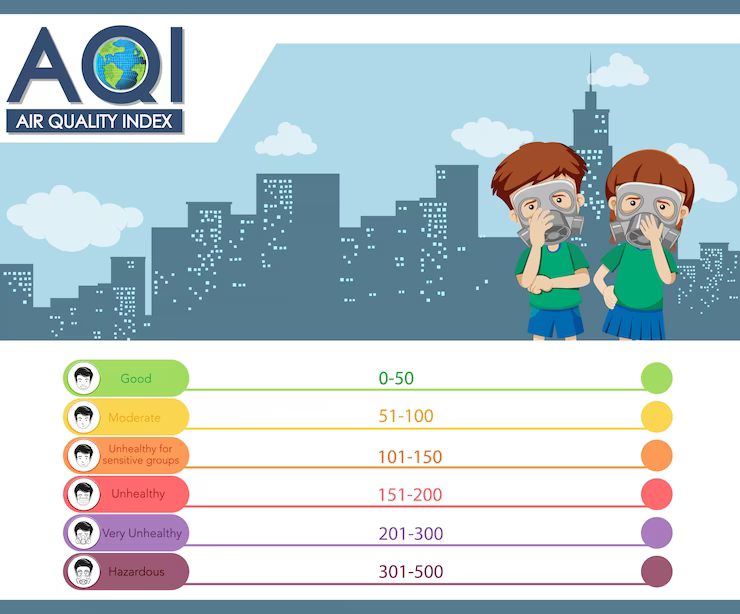 AQI
AIR QUALITY INDEX
Good 0-50
Moderate 51-100
Unhealthy for
sensitive groups 101-150
Unhealthy 151-200
Very Unhealthy 201-300
Hazardous 301-500